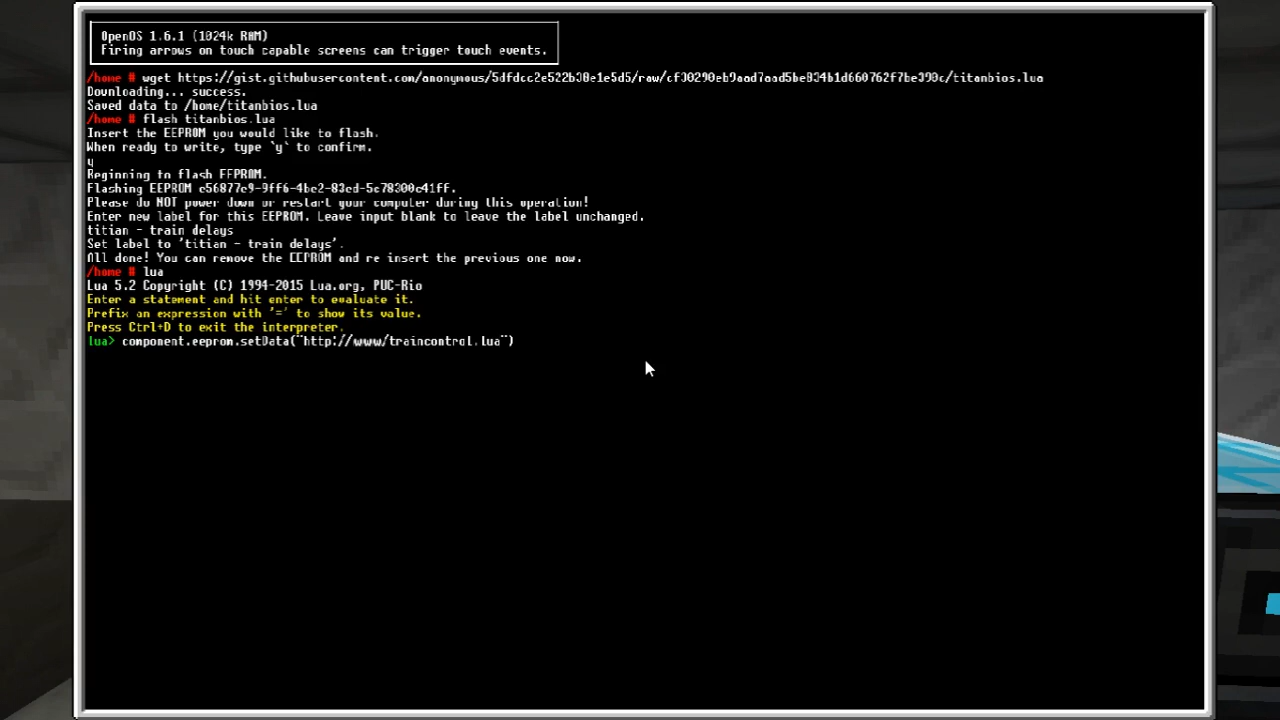 OpenOS 1.6.1 (1024k RAM)
Firing arrows on touch capable screens can trigger touch events.
/home # wget https://gist.githubusercontent.com/anonymous/5dfdcc2e522b38e1e5d5/raw/cf30290eb9aad7aad5be834b1d660762f7be390c/titanbios.lua
Downloading... success.
Saved data to /home/titanbios.lua
/home # flash titanbios.lua
Insert the EEPROM you would like to flash.
When ready to write, type `y` to confirm.
y
Beginning to flash EEPROM.
Flashing EEPROM e56877e9-9ff6-4be2-83ed-5c78300e41ff.
Please do NOT power down or restart your computer during this operation!
Enter new label for this EEPROM. Leave input blank to leave the label unchanged.
titian - train delays
Set label to 'titian - train delays'.
All done! You can remove the EEPROM and re insert the previous one now.
/home # lua
Lua 5.2 Copyright (C) 1994-2015 Lua.org, PUC-Rio
Enter a statement and hit enter to evaluate it.
Prefix an expression with '=' to show its value.
Press Ctrl+D to exit the interpreter.
lua> component.eeprom.setData("http://www/traincontrol.lua")